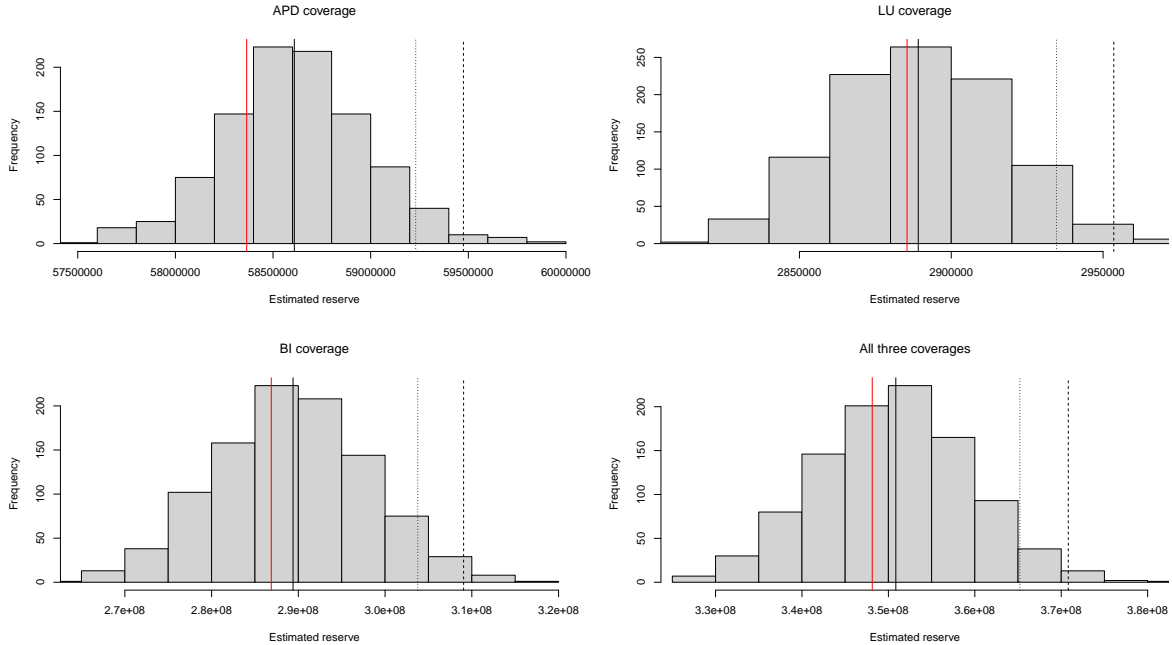 APD coverage
Frequency
0
50
100
150
200
57500000 58000000 58500000 59000000 59500000 60000000
Estimated reserve
LU coverage
Frequency
0
50
100
150
200
250
2850000 2900000 2950000
Estimated reserve
BI coverage
Frequency
0
50
100
150
200
2.7e+08 2.8e+08 2.9e+08 3.0e+08 3.1e+08 3.2e+08
Estimated reserve
All three coverages
Frequency
0
50
100
150
200
3.3e+08 3.4e+08 3.5e+08 3.6e+08 3.7e+08 3.8e+08
Estimated reserve